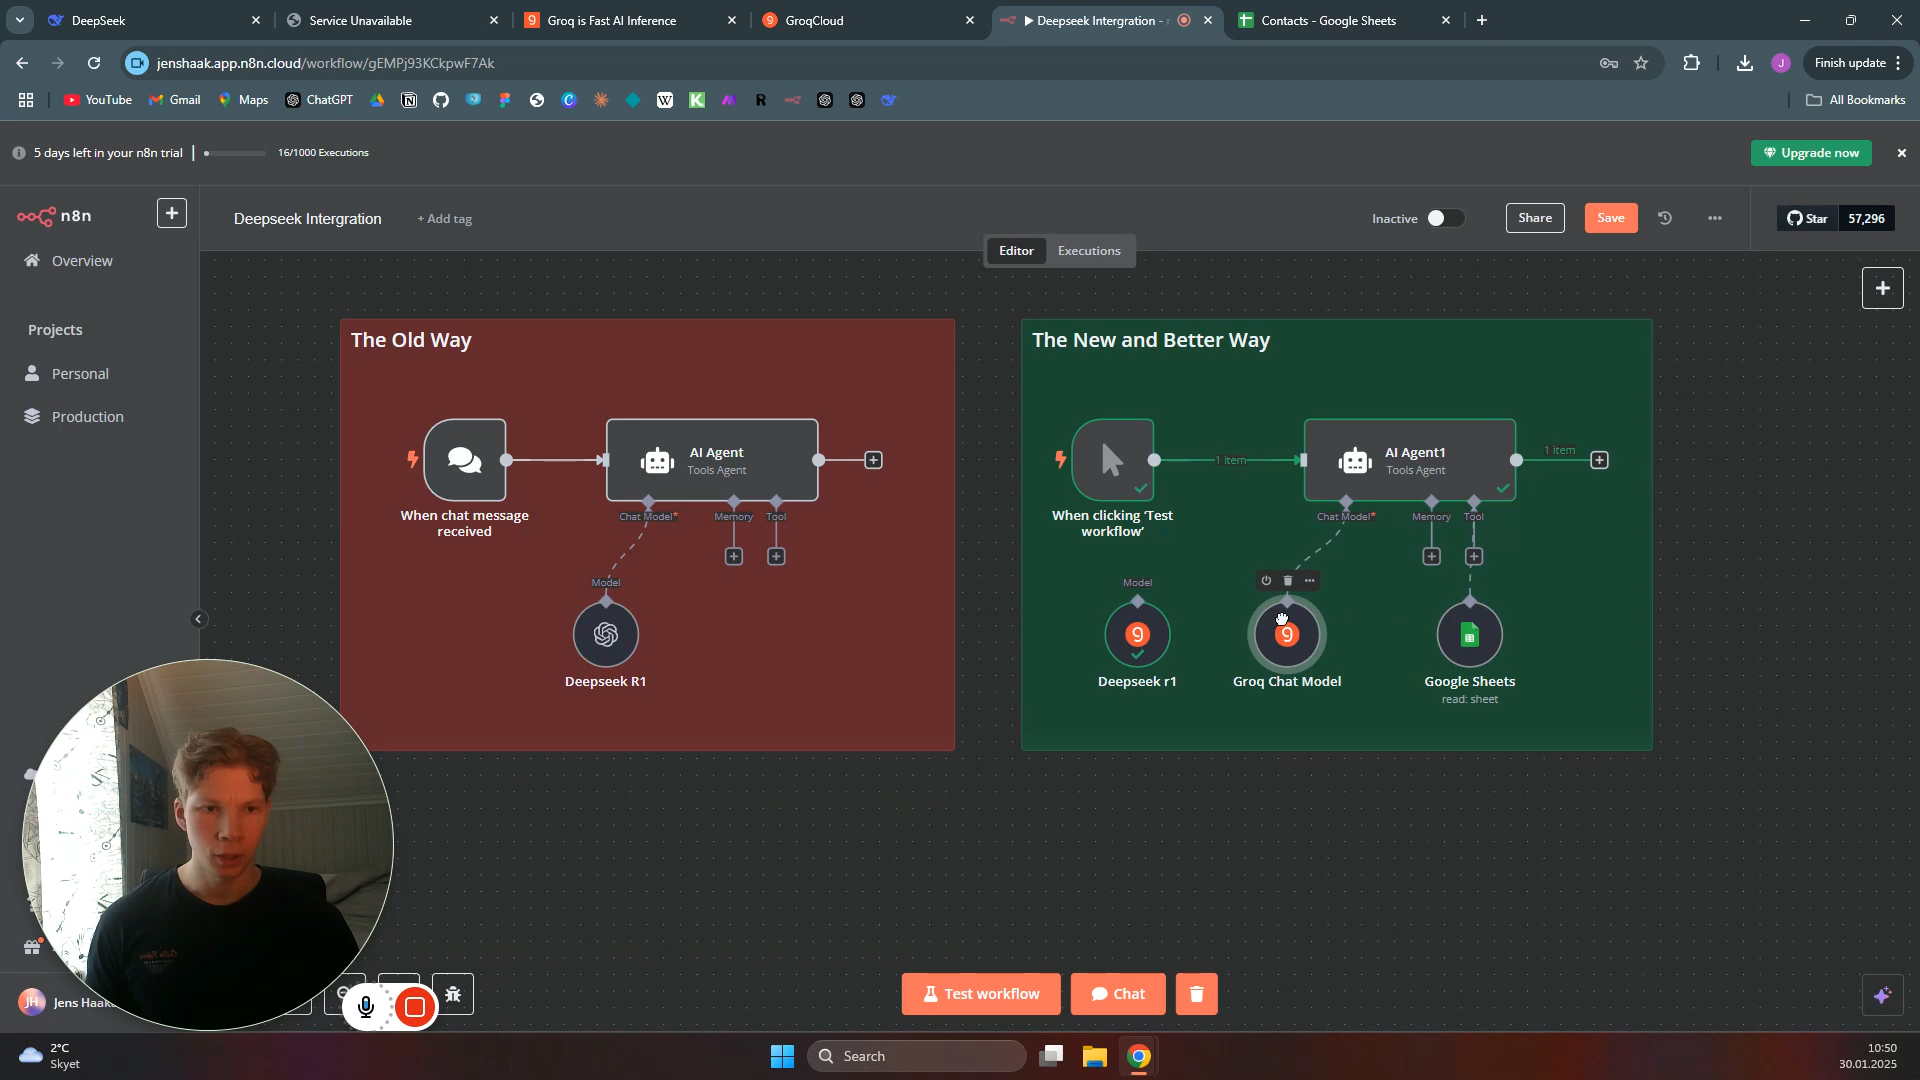 DeepSeek
Service Unavailable
Groq is Fast AI Inference
GroqCloud
Deepseek Intergration -
Contacts - Google Sheets
jenshaak.app.n8n.cloud/workflow/gEMPj93KCkpwF7Ak
J
Finish update
YouTube
Gmail
Maps
ChatGPT
All Bookmarks
5 days left in your n8n trial
16/1000 Executions
Upgrade now
n8n
Deepseek Intergration
+ Add tag
Inactive
Share
Save
Star
57,296
Editor
Executions
Overview
Projects
Personal
Production
The Old Way
When chat message
received
AI Agent
Tools Agent
Chat Model*
Memory
Tool
Model
Deepseek R1
The New and Better Way
When clicking ‘Test
workflow’
1 item
AI Agent1
Tools Agent
1 item
Chat Model*
Memory
Tool
Model
Deepseek r1
Groq Chat Model
Google Sheets
read: sheet
JH
Jens Haak
Test workflow
Chat
2°C
Skyet
Search
10:50
30.01.2025